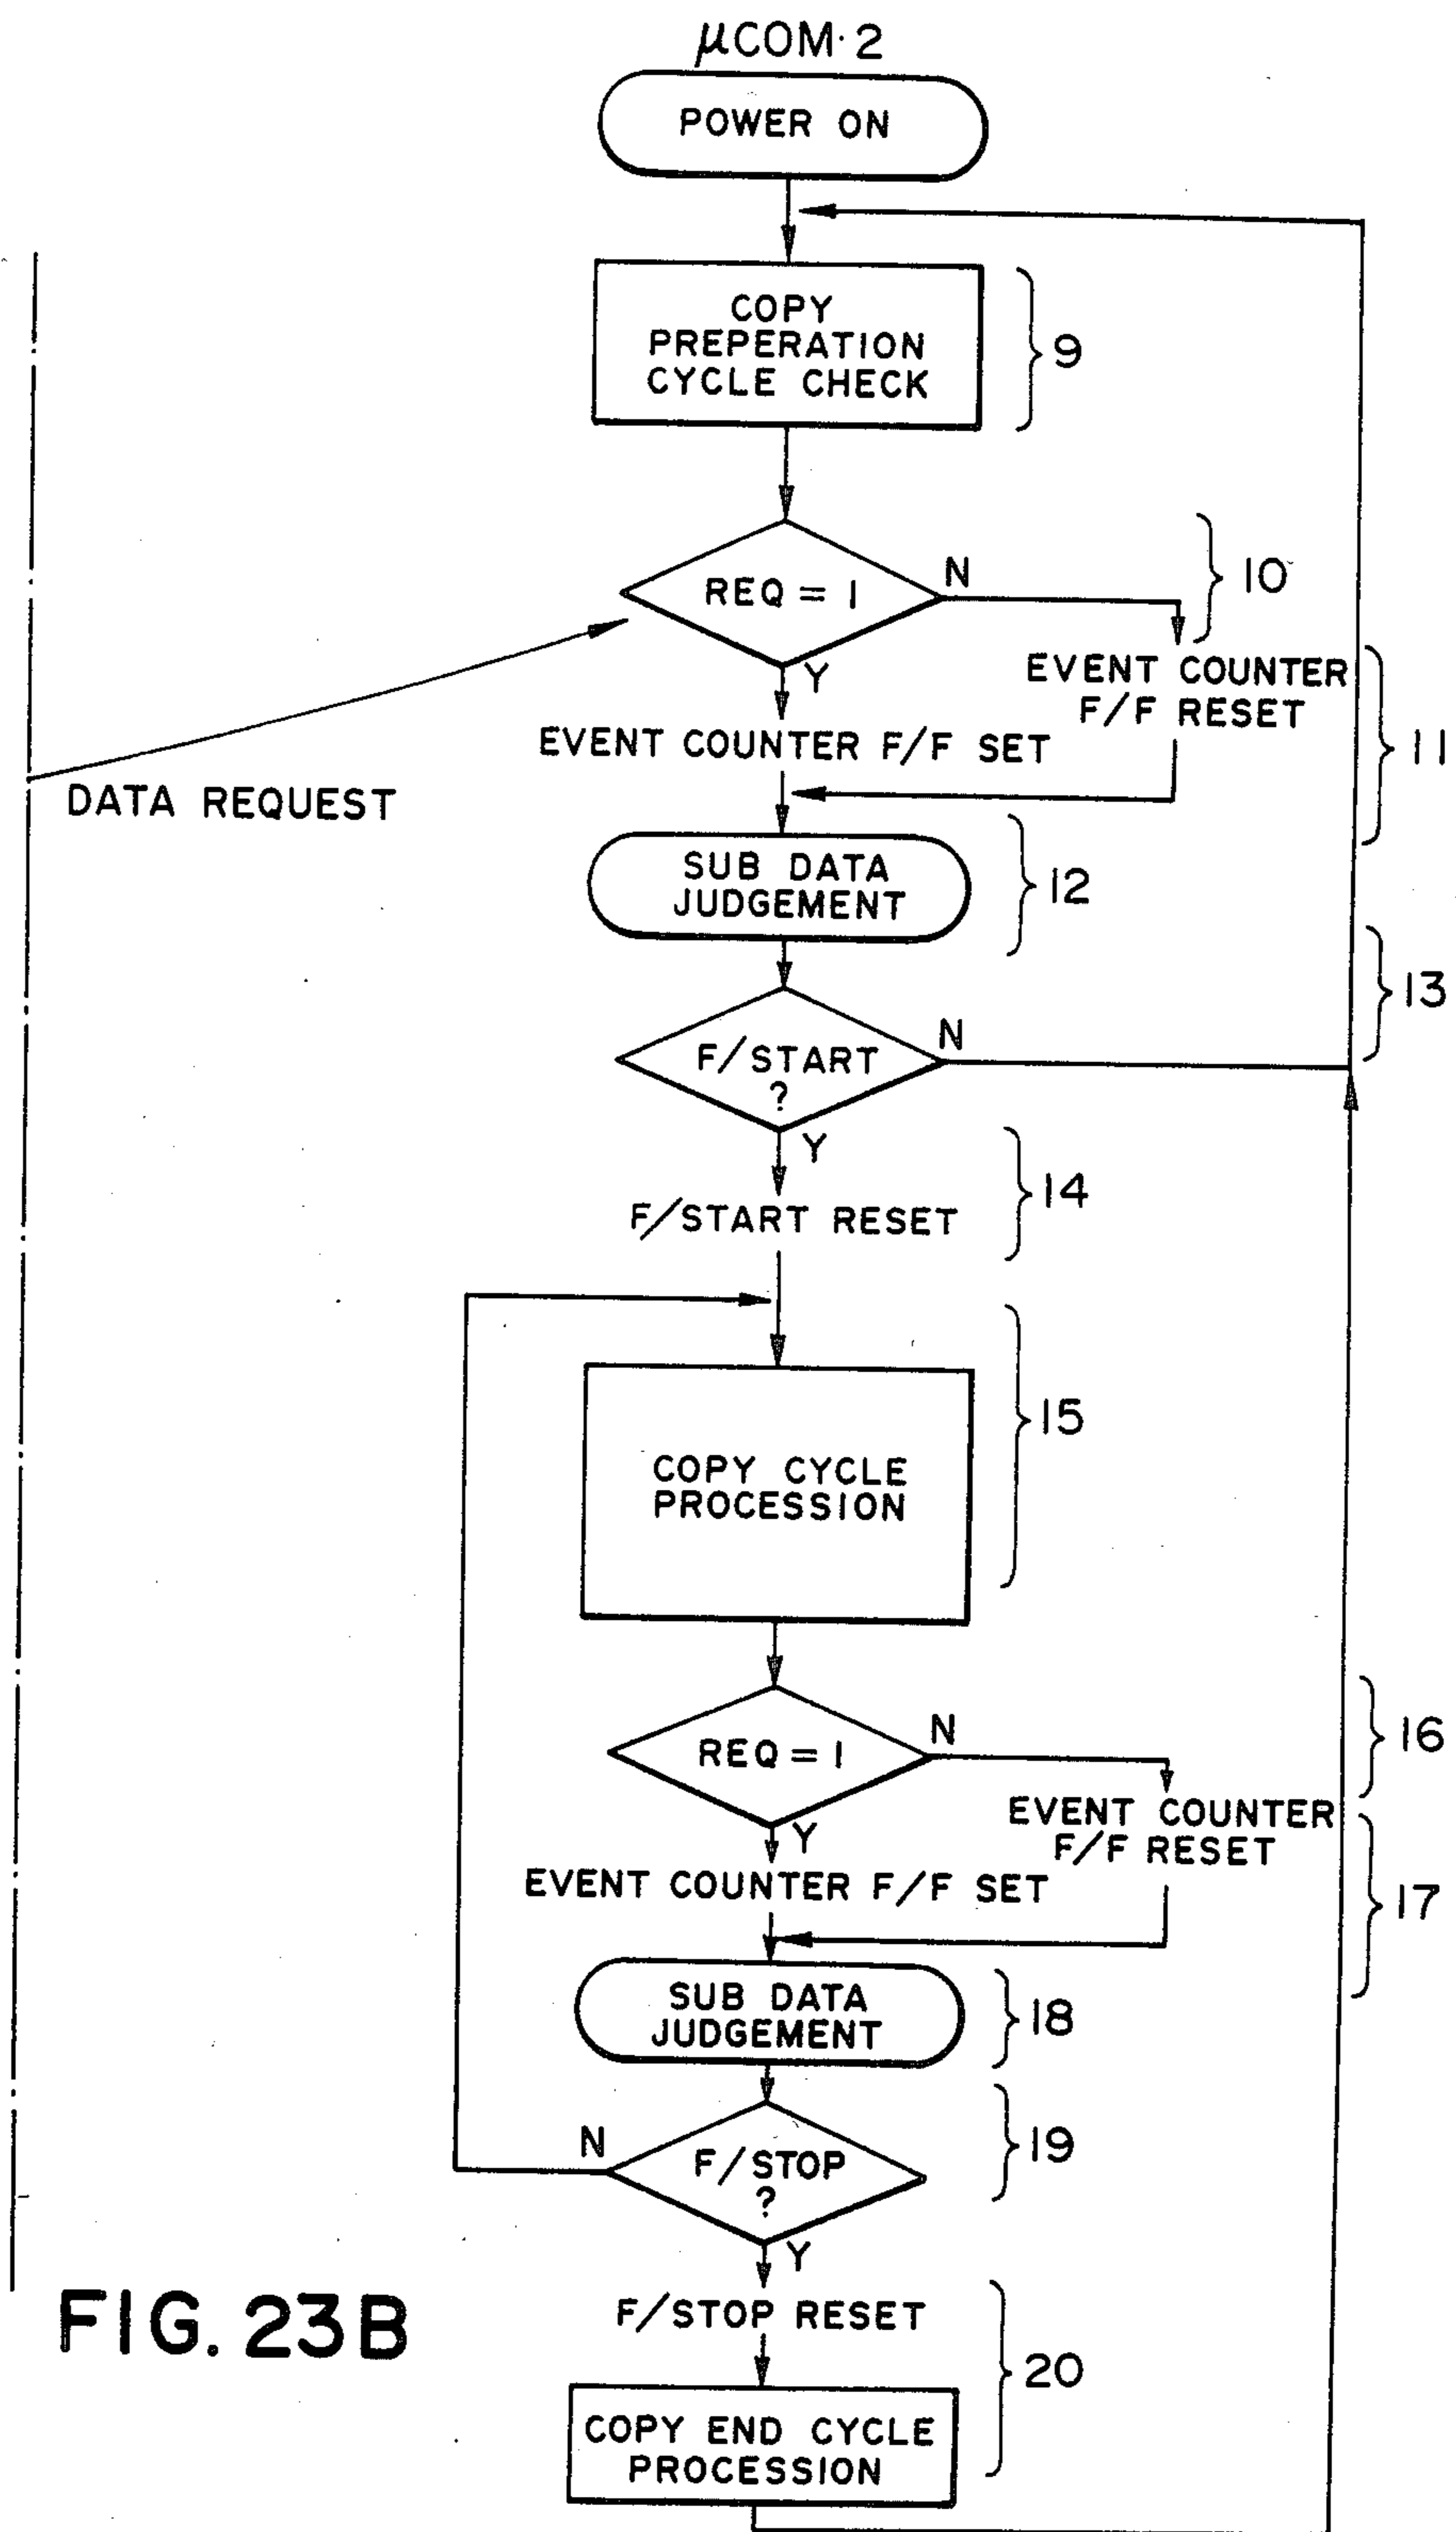 μCOM·2
POWER ON
COPY
PREPERATION
CYCLE CHECK
9
REQ = 1
N
10
Y
EVENT COUNTER
F/F RESET
EVENT COUNTER F/F SET
11
DATA REQUEST
SUB DATA
JUDGEMENT
12
13
F/START
?
N
Y
14
F/START RESET
15
COPY CYCLE
PROCESSION
REQ = 1
N
16
Y
EVENT COUNTER
F/F RESET
EVENT COUNTER F/F SET
17
SUB DATA
JUDGEMENT
18
19
N
F/STOP
?
Y
F/STOP RESET
20
COPY END CYCLE
PROCESSION
FIG. 23B